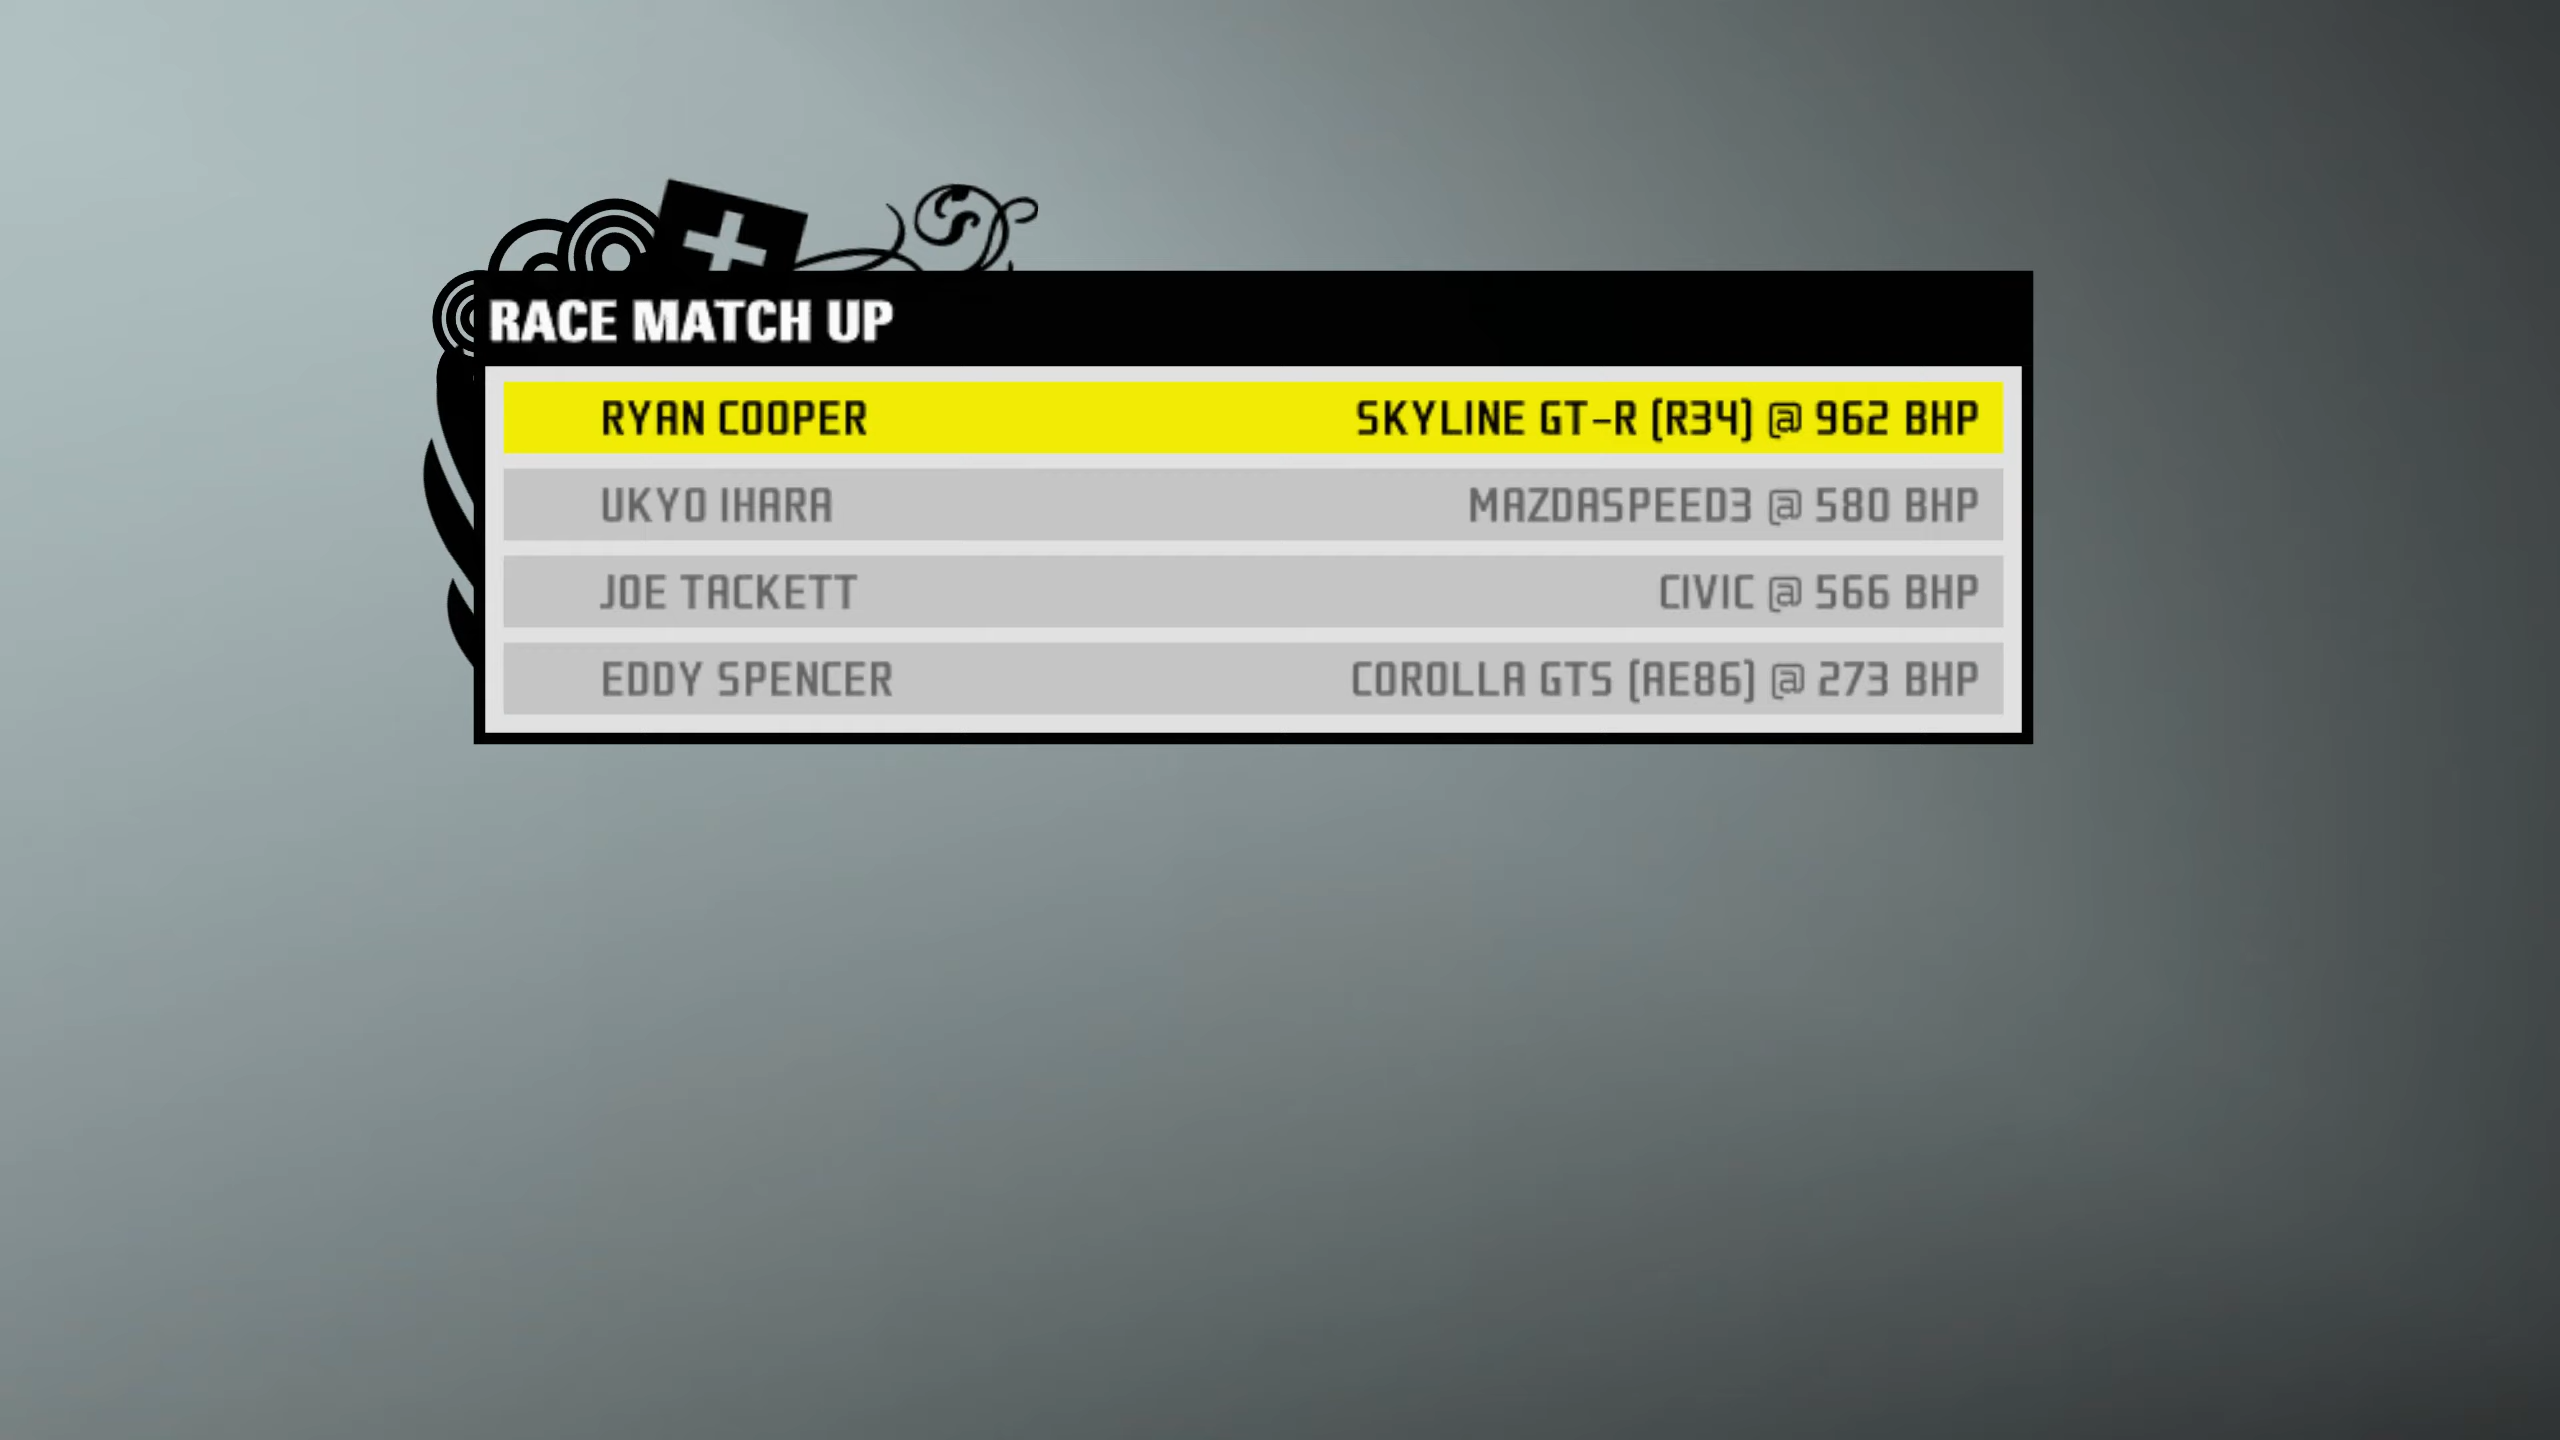 RACE MATCH UP
RYAN COOPER SKYLINE GT-R (R34) @ 962 BHP
UKYO IHARA MAZDASPEED3 @ 580 BHP
JOE TACKETT CIVIC @ 566 BHP
EDDY SPENCER COROLLA GTS (AE86) @ 273 BHP